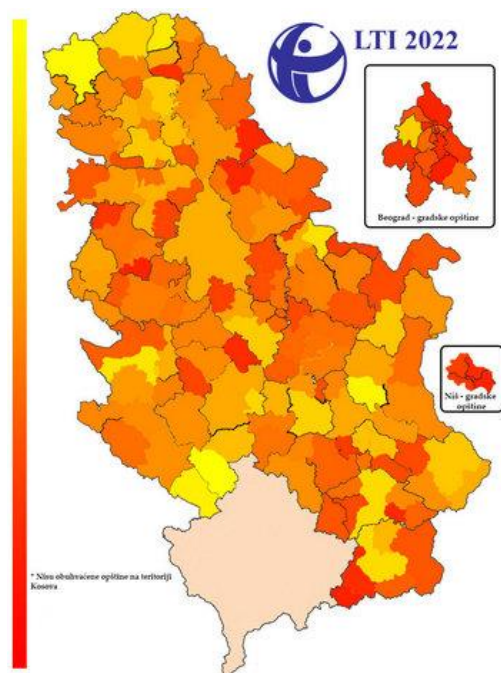 LTI 2022
Beograd - gradske opštine
Niš - gradske
opštine
* Nisu obuhvaćene opštine na teritoriji
Kosova